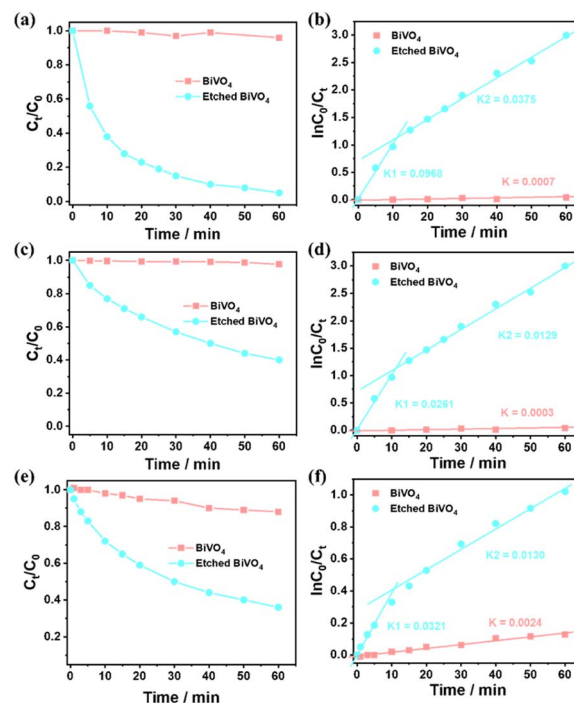 (a)
1.0
0.8
0.6
0.4
0.2
0.0
C_t/C_0
BiVO₄
Etched BiVO₄
0 10 20 30 40 50 60
Time / min
(b)
3.0
2.5
2.0
1.5
1.0
0.5
0.0
lnC₀/C_t
BiVO₄
Etched BiVO₄
K2 = 0.0375
K1 = 0.0968
K = 0.0007
0 10 20 30 40 50 60
Time / min
(c)
1.0
0.8
0.6
0.4
0.2
0.0
C_t/C_0
BiVO₄
Etched BiVO₄
0 10 20 30 40 50 60
Time / min
(d)
3.0
2.5
2.0
1.5
1.0
0.5
0.0
lnC₀/C_t
BiVO₄
Etched BiVO₄
K2 = 0.0129
K1 = 0.0261
K = 0.0003
0 10 20 30 40 50 60
Time / min
(e)
1.0
0.8
0.6
0.4
0.2
C_t/C_0
BiVO₄
Etched BiVO₄
0 10 20 30 40 50 60
Time / min
(f)
1.0
0.8
0.6
0.4
0.2
0.0
lnC₀/C_t
BiVO₄
Etched BiVO₄
K2 = 0.0130
K1 = 0.0321
K = 0.0024
0 10 20 30 40 50 60
Time / min